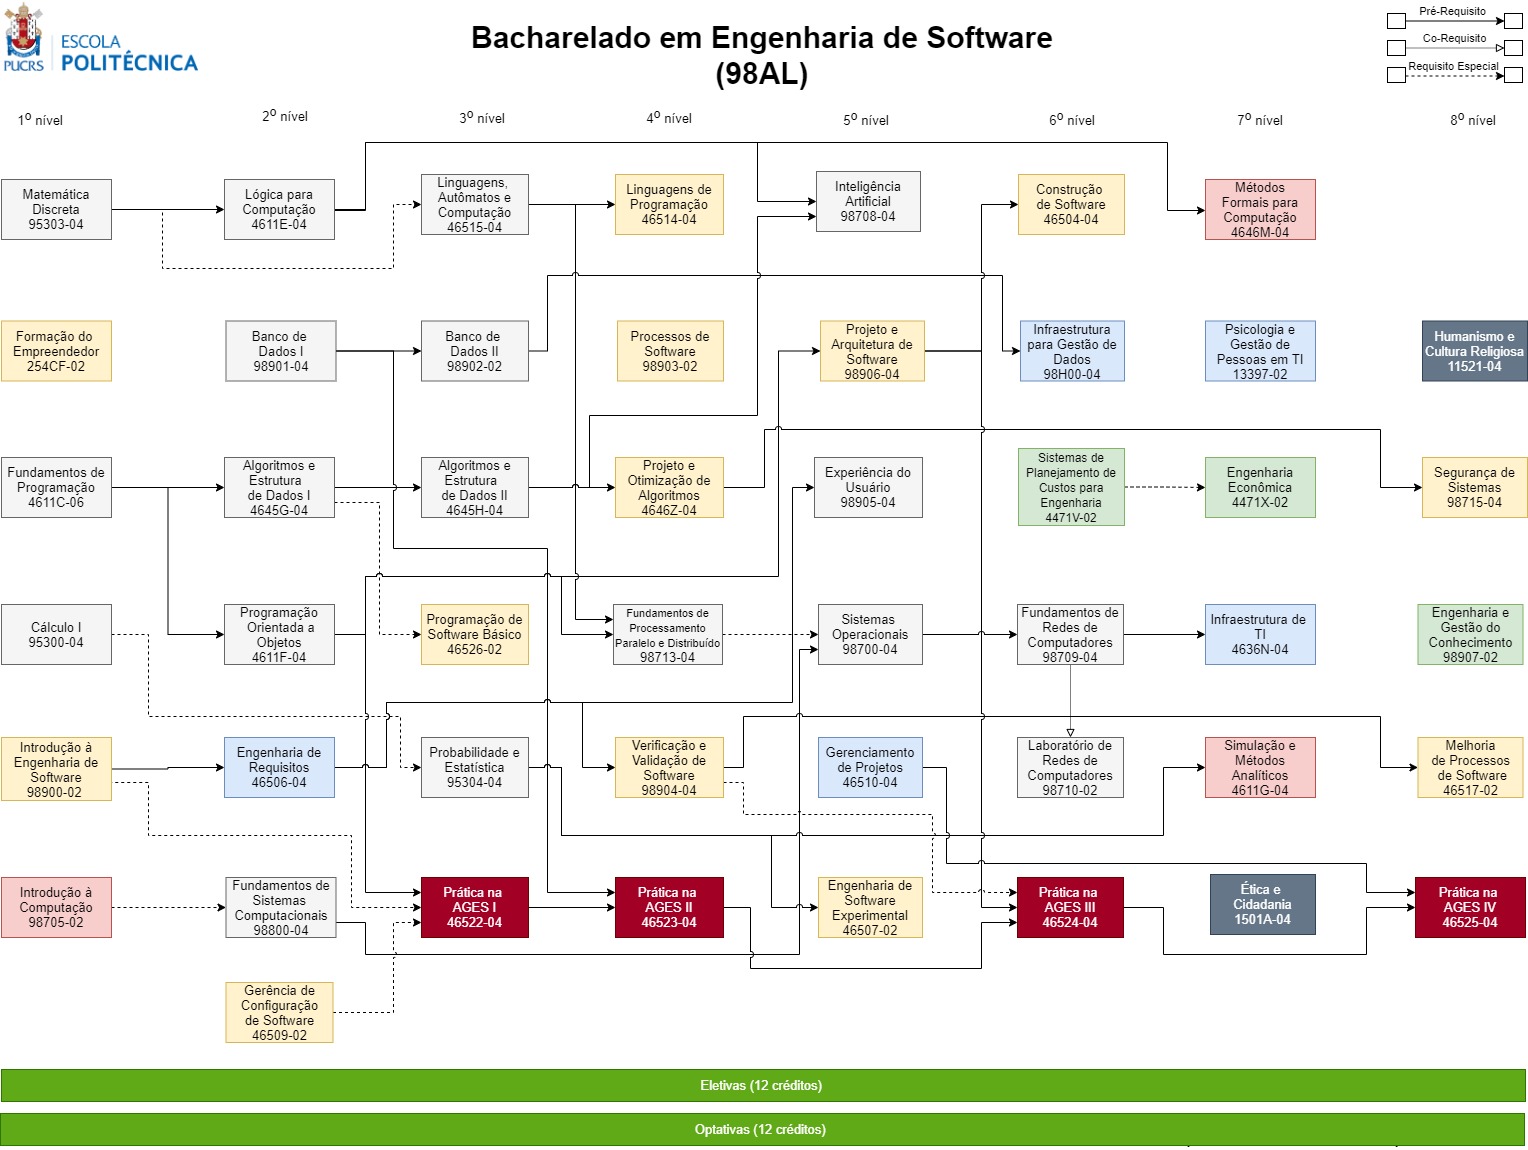 PUCRS
ESCOLA
POLITÉCNICA
Bacharelado em Engenharia de Software
(98AL)
Pré-Requisito
Co-Requisito
Requisito Especial
1º nível
2º nível
3º nível
4º nível
5º nível
6º nível
7º nível
8º nível
Matemática
Discreta
95303-04
Lógica para
Computação
4611E-04
Linguagens,
Autômatos e
Computação
46515-04
Linguagens de
Programação
46514-04
Inteligência
Artificial
98708-04
Construção
de Software
46504-04
Métodos
Formais para
Computação
4646M-04
Formação do
Empreendedor
254CF-02
Banco de
Dados I
98901-04
Banco de
Dados II
98902-02
Processos de
Software
98903-02
Projeto e
Arquitetura de
Software
98906-04
Infraestrutura
para Gestão de
Dados
98H00-04
Psicologia e
Gestão de
Pessoas em TI
13397-02
Humanismo e
Cultura Religiosa
11521-04
Fundamentos de
Programação
4611C-06
Algoritmos e
Estrutura
de Dados I
4645G-04
Algoritmos e
Estrutura
de Dados II
4645H-04
Projeto e
Otimização de
Algoritmos
4646Z-04
Experiência do
Usuário
98905-04
Sistemas de
Planejamento de
Custos para
Engenharia
4471V-02
Engenharia
Econômica
4471X-02
Segurança de
Sistemas
98715-04
Cálculo I
95300-04
Programação
Orientada a
Objetos
4611F-04
Programação de
Software Básico
46526-02
Fundamentos de
Processamento
Paralelo e Distribuído
98713-04
Sistemas
Operacionais
98700-04
Fundamentos de
Redes de
Computadores
98709-04
Infraestrutura de
TI
4636N-04
Engenharia e
Gestão do
Conhecimento
98907-02
Introdução à
Engenharia de
Software
98900-02
Engenharia de
Requisitos
46506-04
Probabilidade e
Estatística
95304-04
Verificação e
Validação de
Software
98904-04
Gerenciamento
de Projetos
46510-04
Laboratório de
Redes de
Computadores
98710-02
Simulação e
Métodos
Analíticos
4611G-04
Melhoria
de Processos
de Software
46517-02
Introdução à
Computação
98705-02
Fundamentos de
Sistemas
Computacionais
98800-04
Prática na
AGES I
46522-04
Prática na
AGES II
46523-04
Engenharia de
Software
Experimental
46507-02
Prática na
AGES III
46524-04
Ética e
Cidadania
1501A-04
Prática na
AGES IV
46525-04
Gerência de
Configuração
de Software
46509-02
Eletivas (12 créditos)
Optativas (12 créditos)